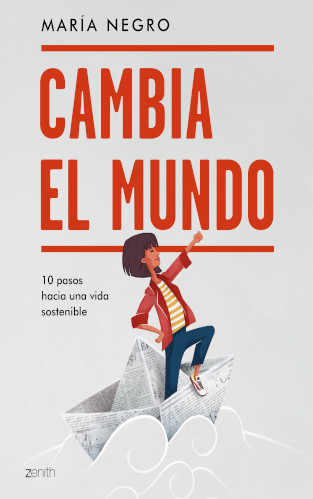 MARÍA NEGRO
CAMBIA
EL MUNDO
10 pasos
hacia una vida
sostenible
zenith